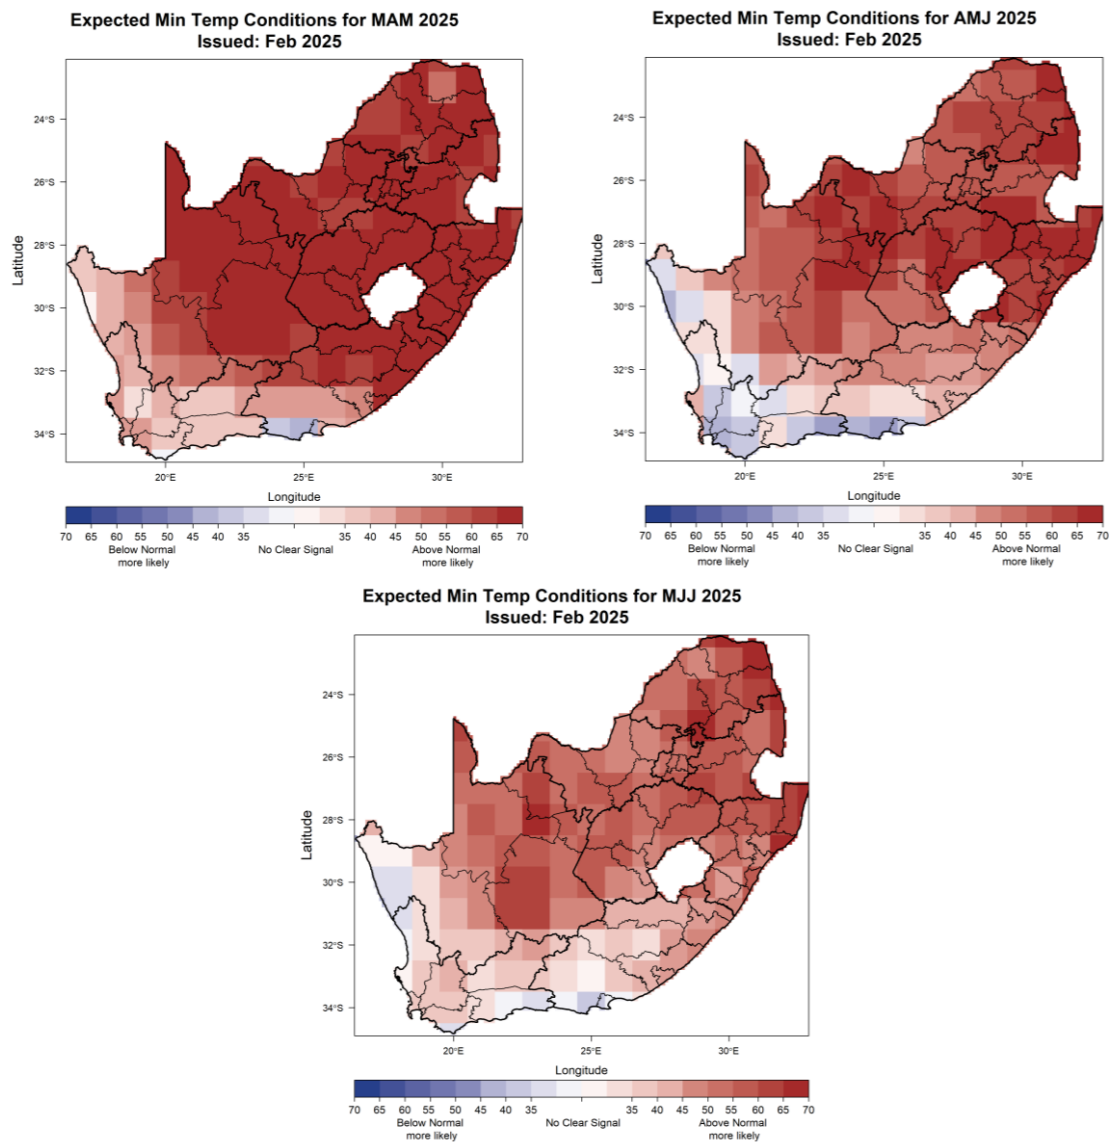 Expected Min Temp Conditions for MAM 2025
Issued: Feb 2025
24°S
26°S
28°S
30°S
32°S
34°S
Latitude
20°E 25°E 30°E
Longitude
70 65 60 55 50 45 40 35 35 40 45 50 55 60 65 70
Below Normal No Clear Signal Above Normal
more likely more likely
Expected Min Temp Conditions for AMJ 2025
Issued: Feb 2025
24°S
26°S
28°S
30°S
32°S
34°S
Latitude
20°E 25°E 30°E
Longitude
70 65 60 55 50 45 40 35 35 40 45 50 55 60 65 70
Below Normal No Clear Signal Above Normal
more likely more likely
Expected Min Temp Conditions for MJJ 2025
Issued: Feb 2025
24°S
26°S
28°S
30°S
32°S
34°S
Latitude
20°E 25°E 30°E
Longitude
70 65 60 55 50 45 40 35 35 40 45 50 55 60 65 70
Below Normal No Clear Signal Above Normal
more likely more likely